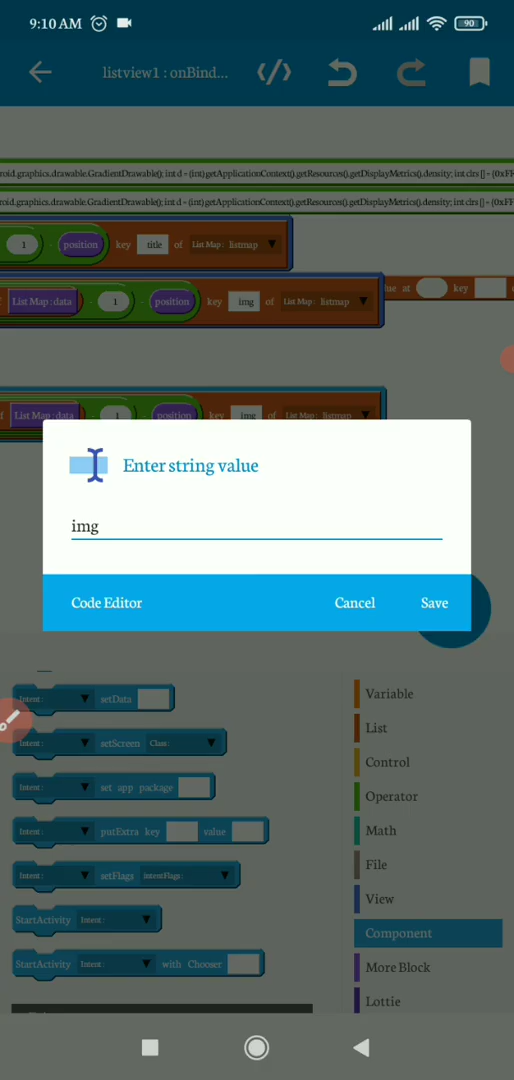 9:10 AM
90
listview1 : onBind...
roid.graphics.drawable.GradientDrawable(); int d = (int) getApplicationContext().getResources().getDisplayMetrics().density; int clrs [] = {0xFF
roid.graphics.drawable.GradientDrawable(); int d = (int) getApplicationContext().getResources().getDisplayMetrics().density; int clrs [] = {0xFF
1 - position key title of List Map : listmap
List Map : data - 1 - position key img of List Map : listmap
ue at key
f List Map : data - 1 - position key img of List Map : listmap
Enter string value
img
Code Editor Cancel Save
Intent : setData
Intent : setScreen Class :
Intent : set app package
Intent : putExtra key value
Intent : setFlags intentFlags :
StartActivity Intent :
StartActivity Intent : with Chooser
Variable
List
Control
Operator
Math
File
View
Component
More Block
Lottie